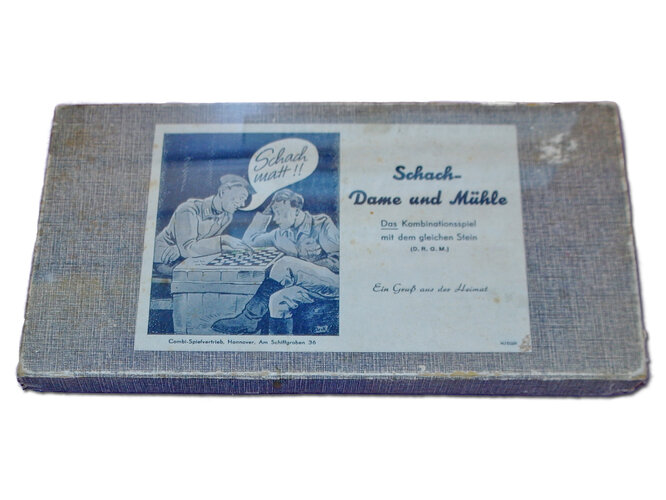 Schach
matt!!
Schach-
Dame und Mühle
Das Kombinationsspiel
mit dem gleichen Stein
(D. R. G. M.)
Ein Gruß aus der Heimat
Combi-Spielvertrieb, Hannover, Am Schiffgraben 36